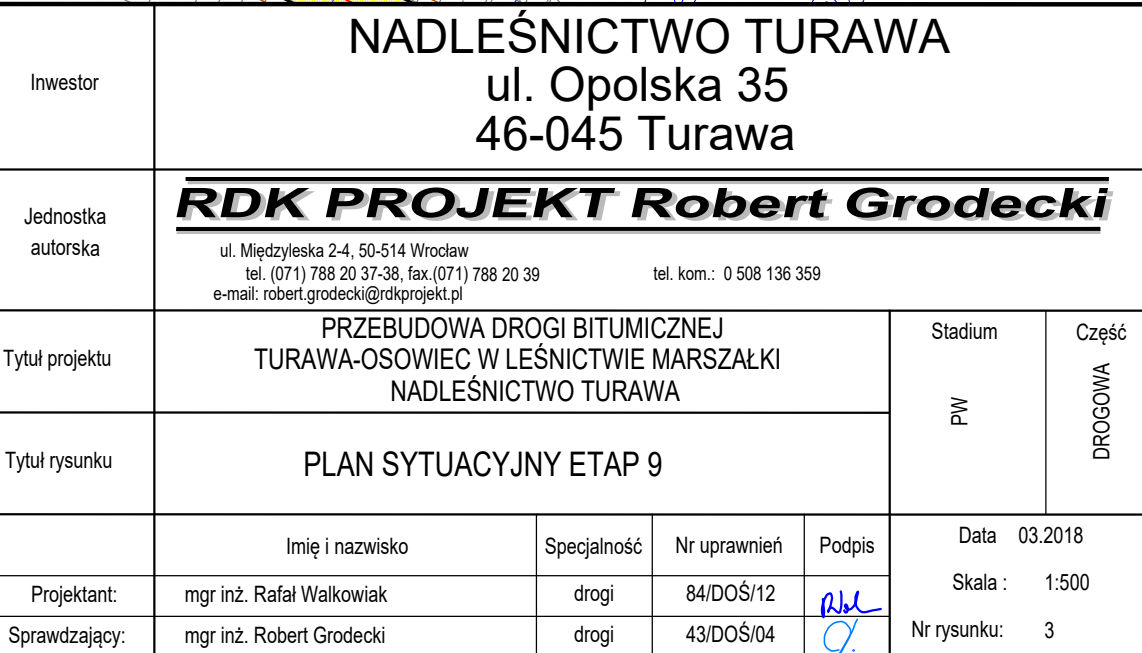 Inwestor
NADLEŚNICTWO TURAWA
ul. Opolska 35
46-045 Turawa
Jednostka
autorska
RDK PROJEKT Robert Grodecki
ul. Międzyleska 2-4, 50-514 Wrocław
tel. (071) 788 20 37-38, fax.(071) 788 20 39 tel. kom.: 0 508 136 359
e-mail: robert.grodecki@rdkprojekt.pl
Tytuł projektu
PRZEBUDOWA DROGI BITUMICZNEJ
TURAWA-OSOWIEC W LEŚNICTWIE MARSZAŁKI
NADLEŚNICTWO TURAWA
Stadium
PW
Część
DROGOWA
Tytuł rysunku
PLAN SYTUACYJNY ETAP 9
Imię i nazwisko Specjalność Nr uprawnień Podpis
Projektant: mgr inż. Rafał Walkowiak drogi 84/DOŚ/12
Sprawdzający: mgr inż. Robert Grodecki drogi 43/DOŚ/04
Data 03.2018
Skala : 1:500
Nr rysunku: 3